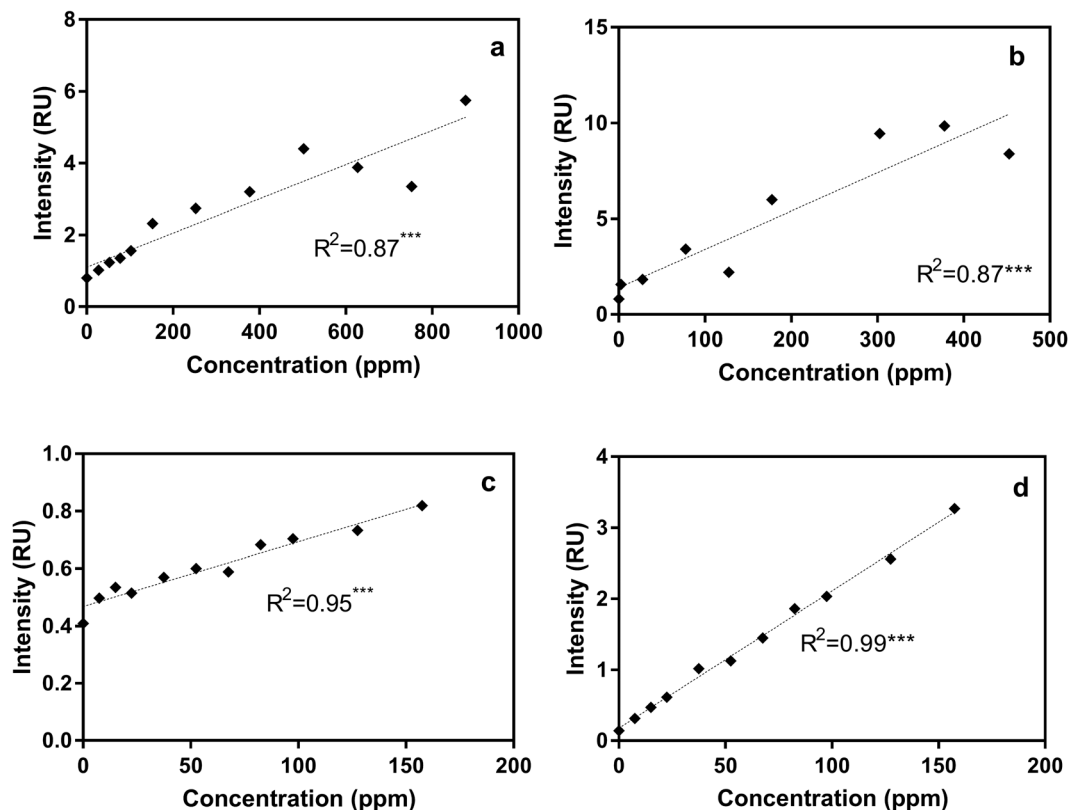 a
8
6
4
2
0
Intensity (RU)
R2=0.87***
0 200 400 600 800 1000
Concentration (ppm)
b
15
10
5
0
Intensity (RU)
R2=0.87***
0 100 200 300 400 500
Concentration (ppm)
c
1.0
0.8
0.6
0.4
0.2
0.0
Intensity (RU)
R2=0.95***
0 50 100 150 200
Concentration (ppm)
d
4
3
2
1
0
Intensity (RU)
R2=0.99***
0 50 100 150 200
Concentration (ppm)